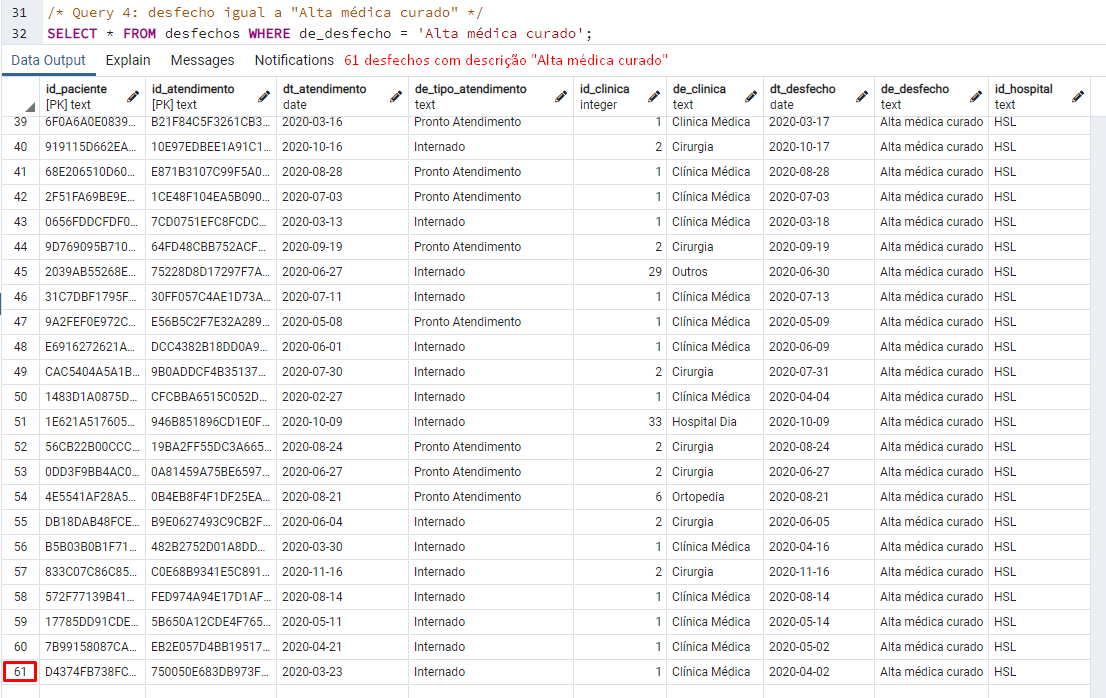 31 /* Query 4: desfecho igual a "Alta médica curado" */
32 SELECT * FROM desfechos WHERE de_desfecho = 'Alta médica curado';
Data Output Explain Messages Notifications 61 desfechos com descrição "Alta médica curado"
id_paciente id_atendimento dt_atendimento de_tipo_atendimento id_clinica de_clinica dt_desfecho de_desfecho id_hospital
[PK] text [PK] text date text integer text date text text
39 6F0A6A0E0839... B21F84C5F3261CB3... 2020-03-16 Pronto Atendimento 1 Clínica Médica 2020-03-17 Alta médica curado HSL
40 919115D662EA... 10E97EDBEE1A91C1... 2020-10-16 Internado 2 Cirurgia 2020-10-17 Alta médica curado HSL
41 68E206510D60... E871B3107C99F5A0... 2020-08-28 Pronto Atendimento 1 Clínica Médica 2020-08-28 Alta médica curado HSL
42 2F51FA69BE9E... 1CE48F104EA5B090... 2020-07-03 Pronto Atendimento 1 Clínica Médica 2020-07-03 Alta médica curado HSL
43 0656FDDCFDF0... 7CD0751EFC8FCDC... 2020-03-13 Internado 1 Clínica Médica 2020-03-18 Alta médica curado HSL
44 9D769095B710... 64FD48CBB752ACF... 2020-09-19 Pronto Atendimento 2 Cirurgia 2020-09-19 Alta médica curado HSL
45 2039AB55268E... 75228D8D17297F7A... 2020-06-27 Internado 29 Outros 2020-06-30 Alta médica curado HSL
46 31C7DBF1795F... 30FF057C4AE1D73A... 2020-07-11 Internado 1 Clínica Médica 2020-07-13 Alta médica curado HSL
47 9A2FEF0E972C... E56B5C2F7E32A289... 2020-05-08 Pronto Atendimento 1 Clínica Médica 2020-05-09 Alta médica curado HSL
48 E6916272621A... DCC4382B18DD0A9... 2020-06-01 Internado 1 Clínica Médica 2020-06-09 Alta médica curado HSL
49 CAC5404A5A1B... 9B0ADDCF4B35137... 2020-07-30 Internado 2 Cirurgia 2020-07-31 Alta médica curado HSL
50 1483D1A0875D... CFCBBA6515C052D... 2020-02-27 Internado 1 Clínica Médica 2020-04-04 Alta médica curado HSL
51 1E621A517605... 946B851896CD1E0F... 2020-10-09 Internado 33 Hospital Dia 2020-10-09 Alta médica curado HSL
52 56CB22B00CCC... 19BA2FF55DC3A665... 2020-08-24 Pronto Atendimento 2 Cirurgia 2020-08-24 Alta médica curado HSL
53 0DD3F9BB4AC0... 0A81459A75BE6597... 2020-06-27 Pronto Atendimento 2 Cirurgia 2020-06-27 Alta médica curado HSL
54 4E5541AF28A5... 0B4EB8F4F1DF25EA... 2020-08-21 Pronto Atendimento 6 Ortopedia 2020-08-21 Alta médica curado HSL
55 DB18DAB48FCE... B9E0627493C9CB2F... 2020-06-04 Internado 2 Cirurgia 2020-06-05 Alta médica curado HSL
56 B5B03B0B1F71... 482B2752D01A8DD... 2020-03-30 Internado 1 Clínica Médica 2020-04-16 Alta médica curado HSL
57 833C07C86C85... C0E68B9341E5C891... 2020-11-16 Internado 2 Cirurgia 2020-11-16 Alta médica curado HSL
58 572F77139B41... FED974A94E17D1AF... 2020-08-14 Internado 1 Clínica Médica 2020-08-14 Alta médica curado HSL
59 17785DD91CDE... 5B650A12CDE4F765... 2020-05-11 Internado 1 Clínica Médica 2020-05-14 Alta médica curado HSL
60 7B99158087CA... EB2E057D4BB19517... 2020-04-21 Internado 1 Clínica Médica 2020-05-02 Alta médica curado HSL
61 D4374FB738FC... 750050E683DB973F... 2020-03-23 Internado 1 Clínica Médica 2020-04-02 Alta médica curado HSL